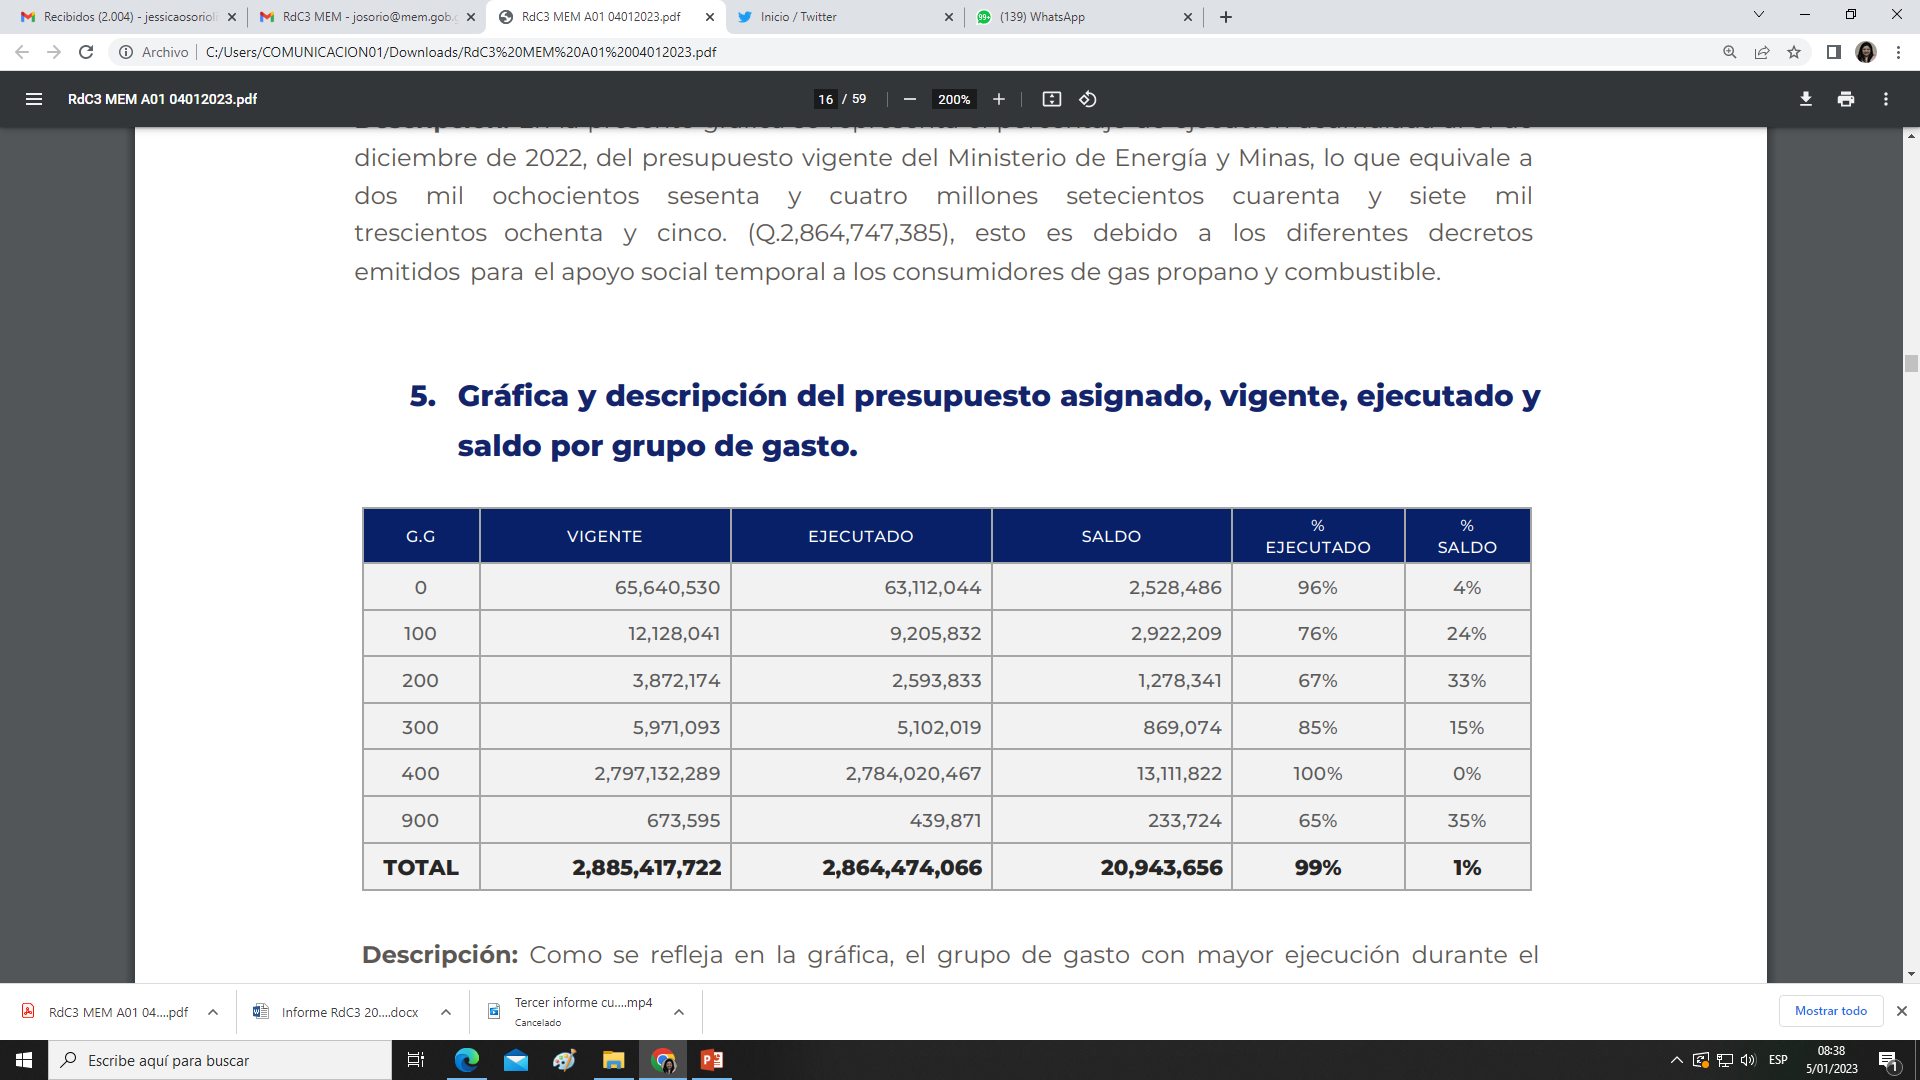 Recibidos (2.004) - jessicaosorioli
RdC3 MEM - josorio@mem.gob.g
RdC3 MEM A01 04012023.pdf
Inicio / Twitter
99+
(139) WhatsApp
Archivo
C:/Users/COMUNICACION01/Downloads/RdC3%20MEM%20A01%2004012023.pdf
RdC3 MEM A01 04012023.pdf
16 / 59
200%
diciembre de 2022, del presupuesto vigente del Ministerio de Energía y Minas, lo que equivale a
dos mil ochocientos sesenta y cuatro millones setecientos cuarenta y siete mil
trescientos ochenta y cinco. (Q.2,864,747,385), esto es debido a los diferentes decretos
emitidos para el apoyo social temporal a los consumidores de gas propano y combustible.
5. Gráfica y descripción del presupuesto asignado, vigente, ejecutado y
saldo por grupo de gasto.
G.G VIGENTE EJECUTADO SALDO % EJECUTADO % SALDO
0 65,640,530 63,112,044 2,528,486 96% 4%
100 12,128,041 9,205,832 2,922,209 76% 24%
200 3,872,174 2,593,833 1,278,341 67% 33%
300 5,971,093 5,102,019 869,074 85% 15%
400 2,797,132,289 2,784,020,467 13,111,822 100% 0%
900 673,595 439,871 233,724 65% 35%
TOTAL 2,885,417,722 2,864,474,066 20,943,656 99% 1%
Descripción: Como se refleja en la gráfica, el grupo de gasto con mayor ejecución durante el
RdC3 MEM A01 04....pdf
Informe RdC3 20....docx
Tercer informe cu....mp4
Cancelado
Mostrar todo
Escribe aquí para buscar
ESP
08:38
5/01/2023
1